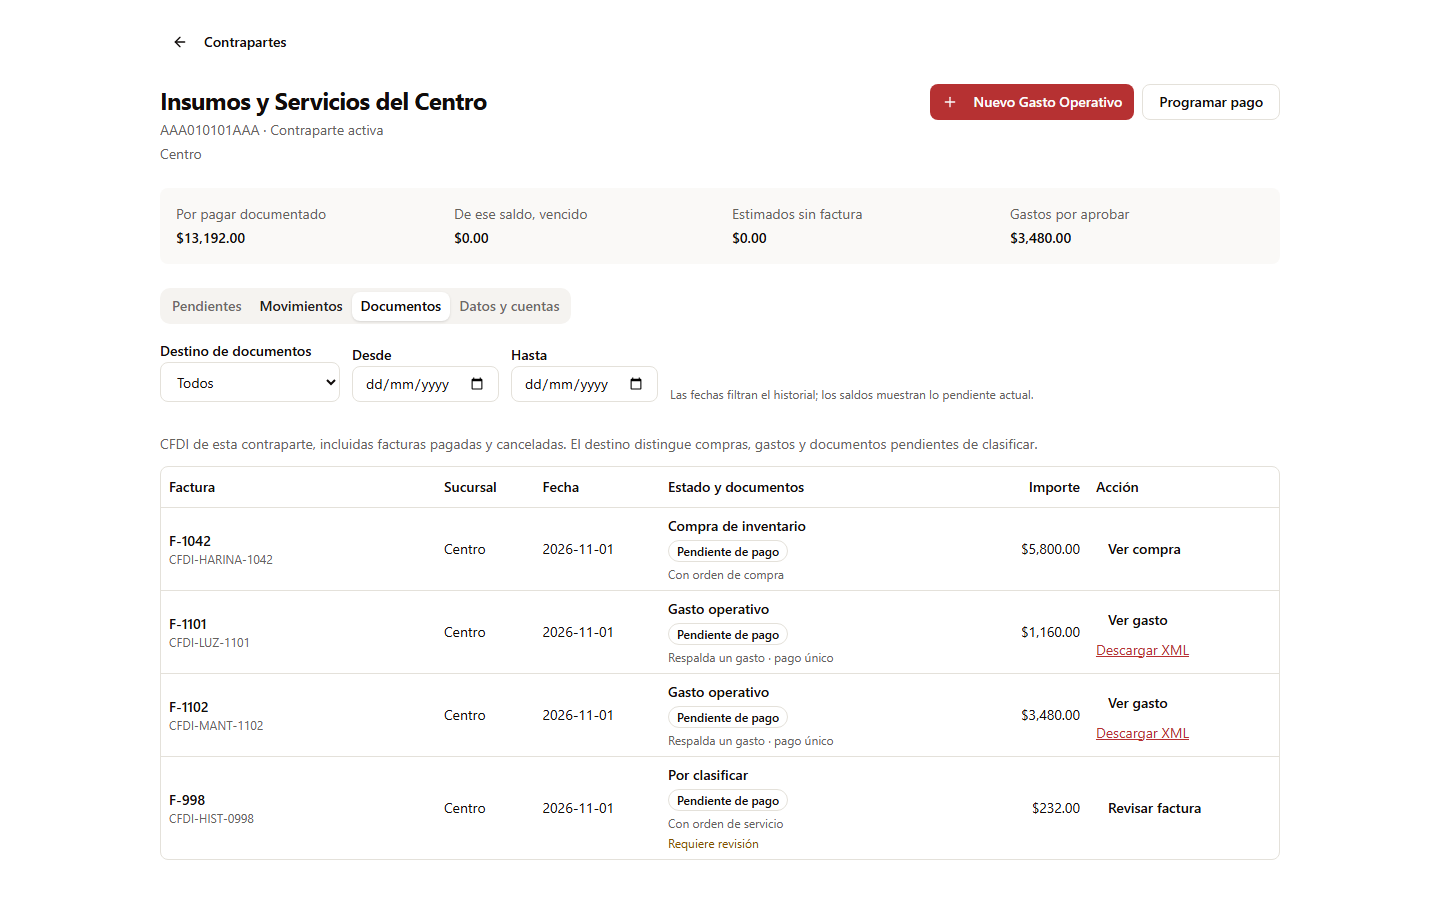 Contrapartes
Insumos y Servicios del Centro
+ Nuevo Gasto Operativo
Programar pago
AAA010101AAA · Contraparte activa
Centro
Por pagar documentado
$13,192.00
De ese saldo, vencido
$0.00
Estimados sin factura
$0.00
Gastos por aprobar
$3,480.00
Pendientes Movimientos Documentos Datos y cuentas
Destino de documentos
Todos
Desde
dd/mm/yyyy
Hasta
dd/mm/yyyy
Las fechas filtran el historial; los saldos muestran lo pendiente actual.
CFDI de esta contraparte, incluidas facturas pagadas y canceladas. El destino distingue compras, gastos y documentos pendientes de clasificar.
Factura Sucursal Fecha Estado y documentos Importe Acción
F-1042
CFDI-HARINA-1042
Centro
2026-11-01
Compra de inventario
Pendiente de pago
Con orden de compra
$5,800.00
Ver compra
F-1101
CFDI-LUZ-1101
Centro
2026-11-01
Gasto operativo
Pendiente de pago
Respalda un gasto · pago único
$1,160.00
Ver gasto
Descargar XML
F-1102
CFDI-MANT-1102
Centro
2026-11-01
Gasto operativo
Pendiente de pago
Respalda un gasto · pago único
$3,480.00
Ver gasto
Descargar XML
F-998
CFDI-HIST-0998
Centro
2026-11-01
Por clasificar
Pendiente de pago
Con orden de servicio
Requiere revisión
$232.00
Revisar factura